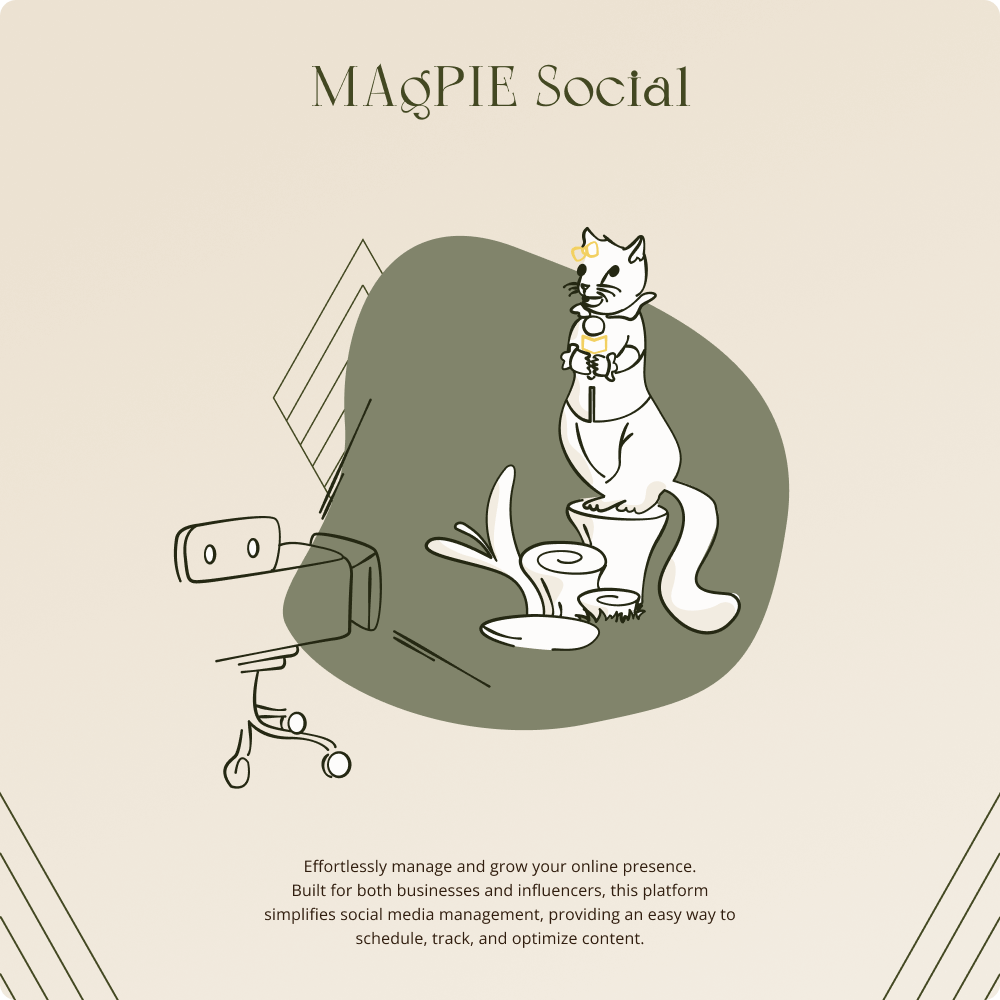 MAgPIE Social
Effortlessly manage and grow your online presence.
Built for both businesses and influencers, this platform
simplifies social media management, providing an easy way to
schedule, track, and optimize content.